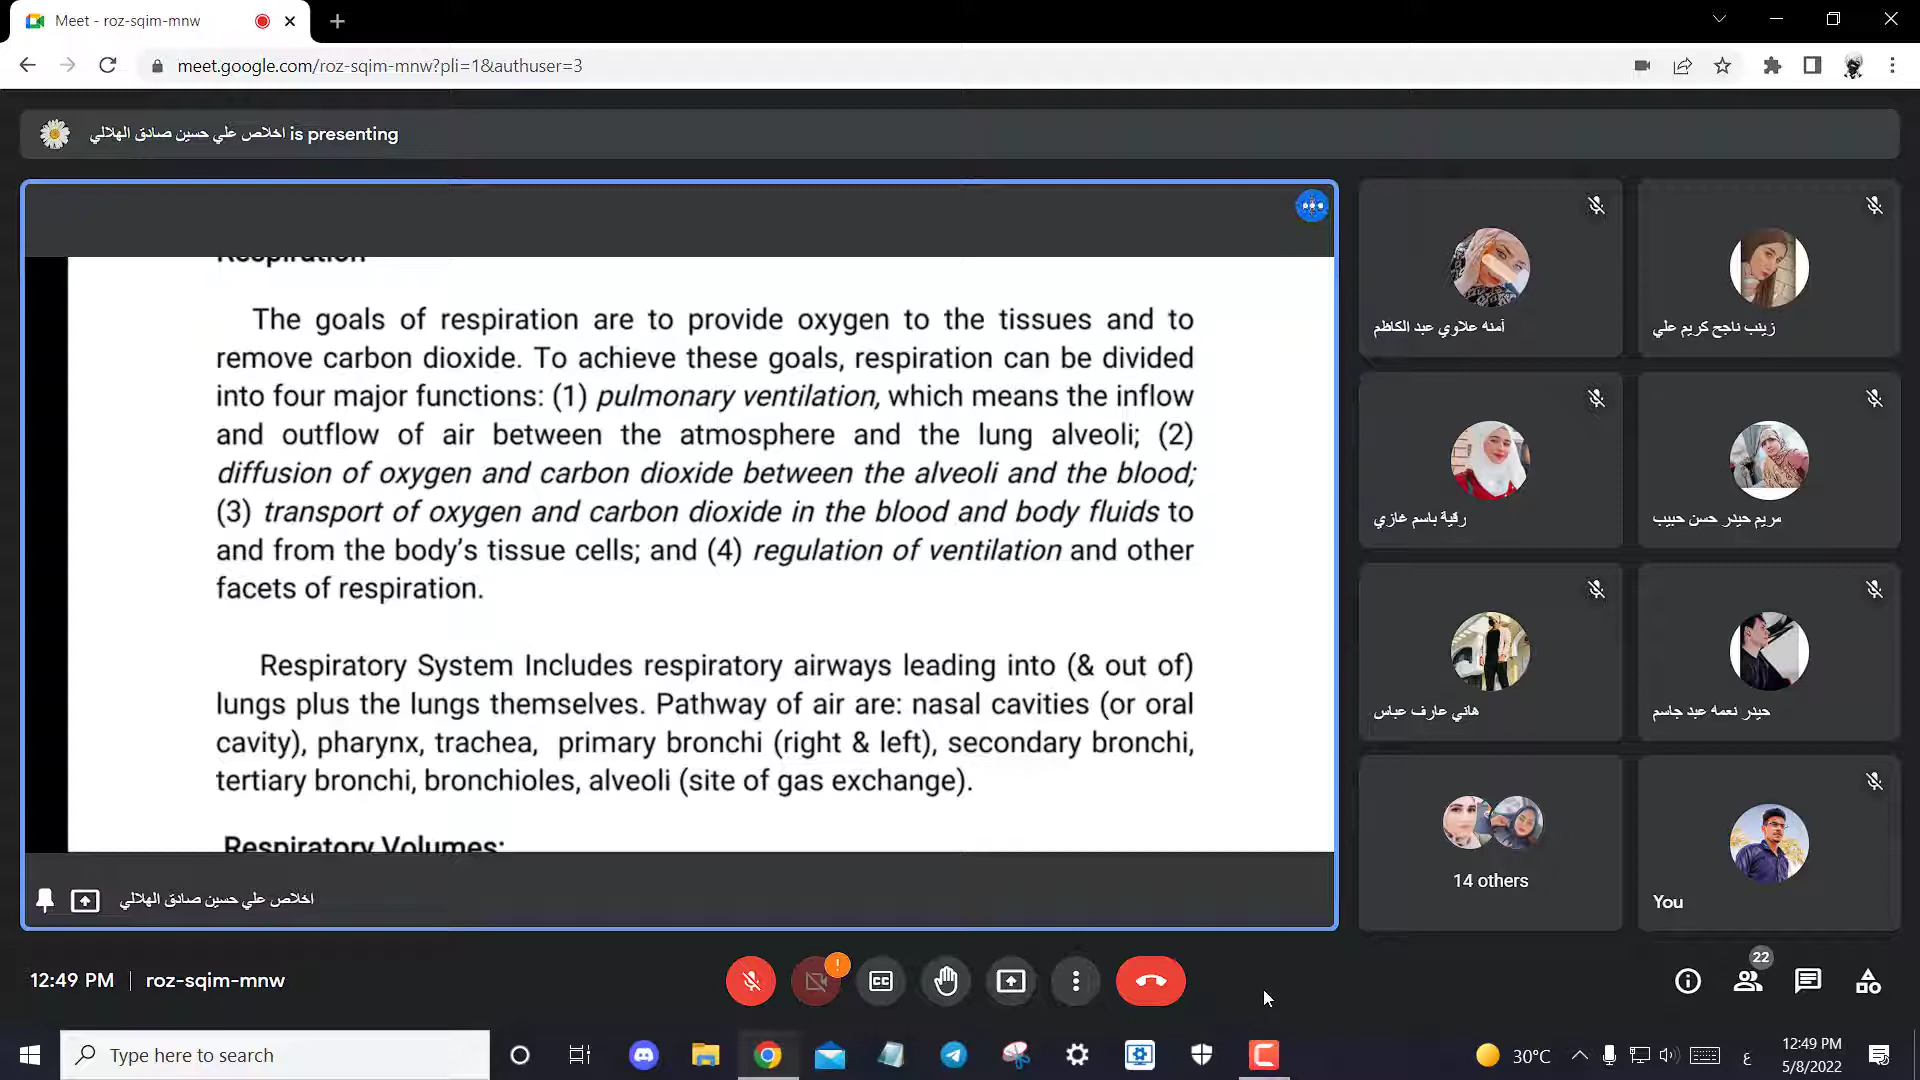 Meet - roz-sqim-mnw
meet.google.com/roz-sqim-mnw?pli=1&authuser=3
اخلاص علي حسين صادق الهلالي is presenting
Respiration
The goals of respiration are to provide oxygen to the tissues and to
remove carbon dioxide. To achieve these goals, respiration can be divided
into four major functions: (1) pulmonary ventilation, which means the inflow
and outflow of air between the atmosphere and the lung alveoli; (2)
diffusion of oxygen and carbon dioxide between the alveoli and the blood;
(3) transport of oxygen and carbon dioxide in the blood and body fluids to
and from the body's tissue cells; and (4) regulation of ventilation and other
facets of respiration.
Respiratory System Includes respiratory airways leading into (& out of)
lungs plus the lungs themselves. Pathway of air are: nasal cavities (or oral
cavity), pharynx, trachea, primary bronchi (right & left), secondary bronchi,
tertiary bronchi, bronchioles, alveoli (site of gas exchange).
Respiratory Volumes:
اخلاص علي حسين صادق الهلالي
آمنه علاوي عبد الكاظم
زينب ناجح كريم علي
رقية باسم غازي
مريم حيدر حسن حبيب
هاني عارف عباس
حيدر نعمه عبد جاسم
14 others
You
12:49 PM | roz-sqim-mnw
22
Type here to search
30°C
ع
12:49 PM
5/8/2022